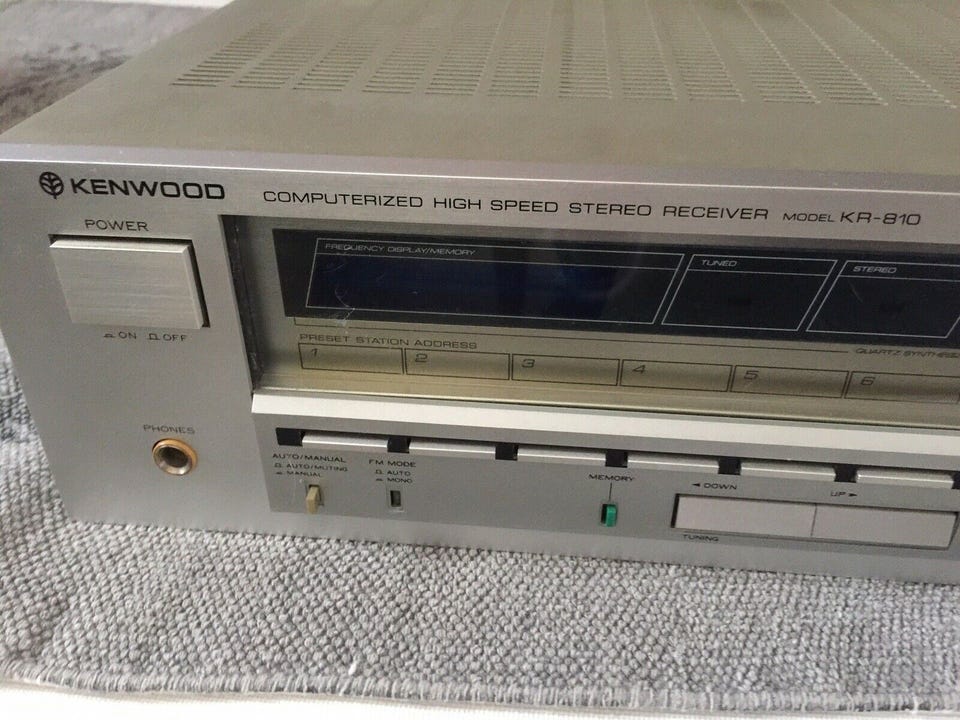 KENWOOD
COMPUTERIZED HIGH SPEED STEREO RECEIVER MODEL KR-810
POWER
FREQUENCY DISPLAY/MEMORY
TUNED
STEREO
ON OFF
PRESET STATION ADDRESS
QUARTZ
1 2 3 4 5 6
PHONES
AUTO/MANUAL
AUTO/MUTING
MANUAL
FM MODE
AUTO
MONO
MEMORY
DOWN
UP
TUNING